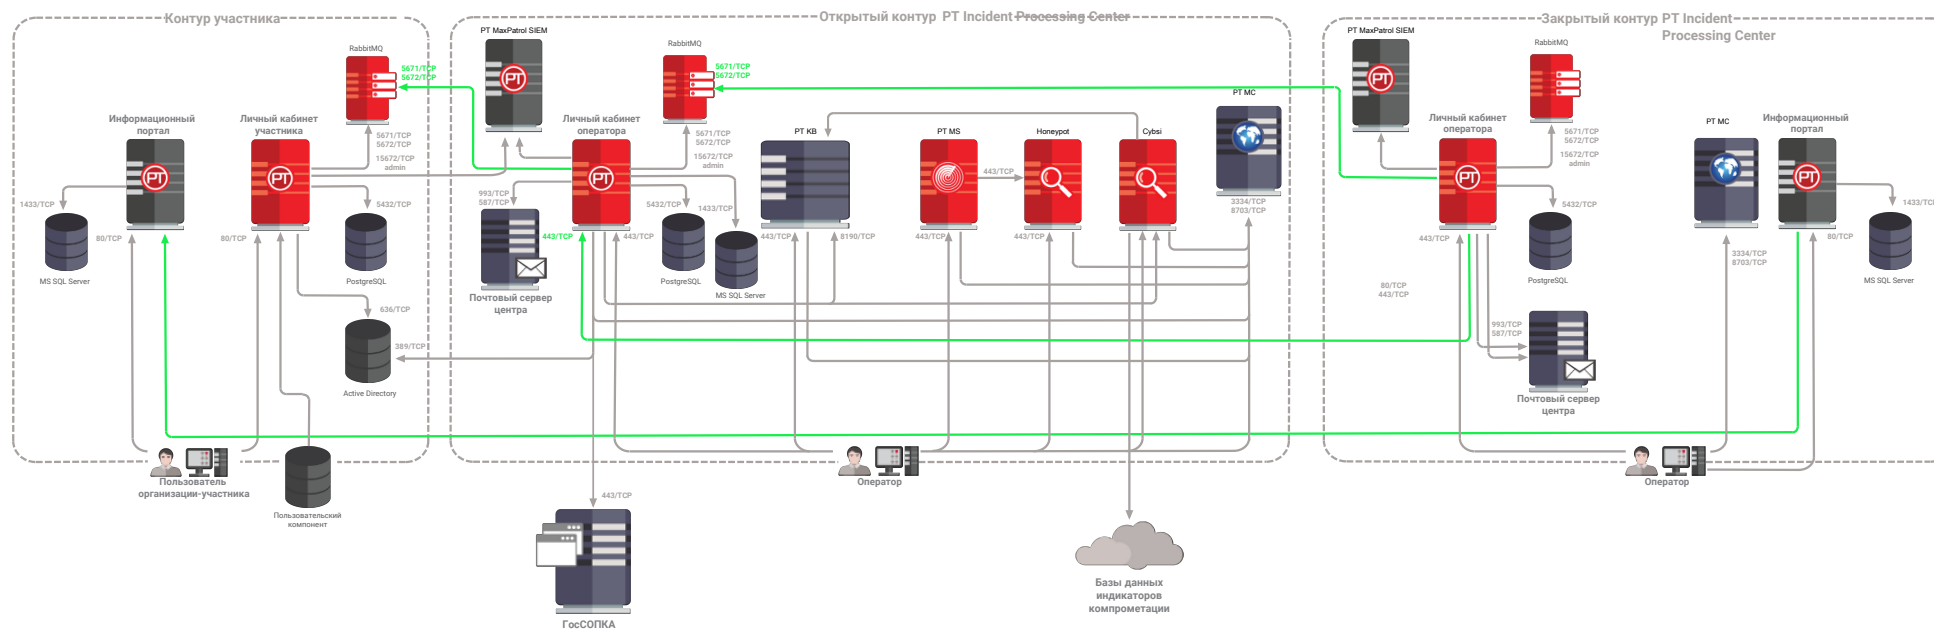 Контур участника
RabbitMQ
5671/TCP
5672/TCP
Информационный
портал
Личный кабинет
участника
5671/TCP
5672/TCP
15672/TCP
admin
PT
PT
1433/TCP
5432/TCP
80/TCP
80/TCP
MS SQL Server
PostgreSQL
636/TCP
389/TCP
Active Directory
Пользователь
организации-участника
Пользовательский
компонент
Открытый контур PT Incident Processing Center
PT MaxPatrol SIEM
PT
RabbitMQ
5671/TCP
5672/TCP
Личный кабинет
оператора
5671/TCP
5672/TCP
15672/TCP
admin
PT
993/TCP
587/TCP
5432/TCP
1433/TCP
443/TCP
443/TCP
PostgreSQL
MS SQL Server
Почтовый сервер
центра
PT KB
443/TCP
8190/TCP
PT MS
443/TCP
443/TCP
Honeypot
443/TCP
Cybsi
PT MC
3334/TCP
8703/TCP
Оператор
443/TCP
ГосСОПКА
Базы данных
индикаторов
компрометации
Закрытый контур PT Incident
Processing Center
PT MaxPatrol SIEM
PT
RabbitMQ
Личный кабинет
оператора
5671/TCP
5672/TCP
15672/TCP
admin
PT
5432/TCP
443/TCP
PostgreSQL
80/TCP
443/TCP
993/TCP
587/TCP
Почтовый сервер
центра
PT MC
3334/TCP
8703/TCP
Информационный
портал
PT
80/TCP
MS SQL Server
Оператор